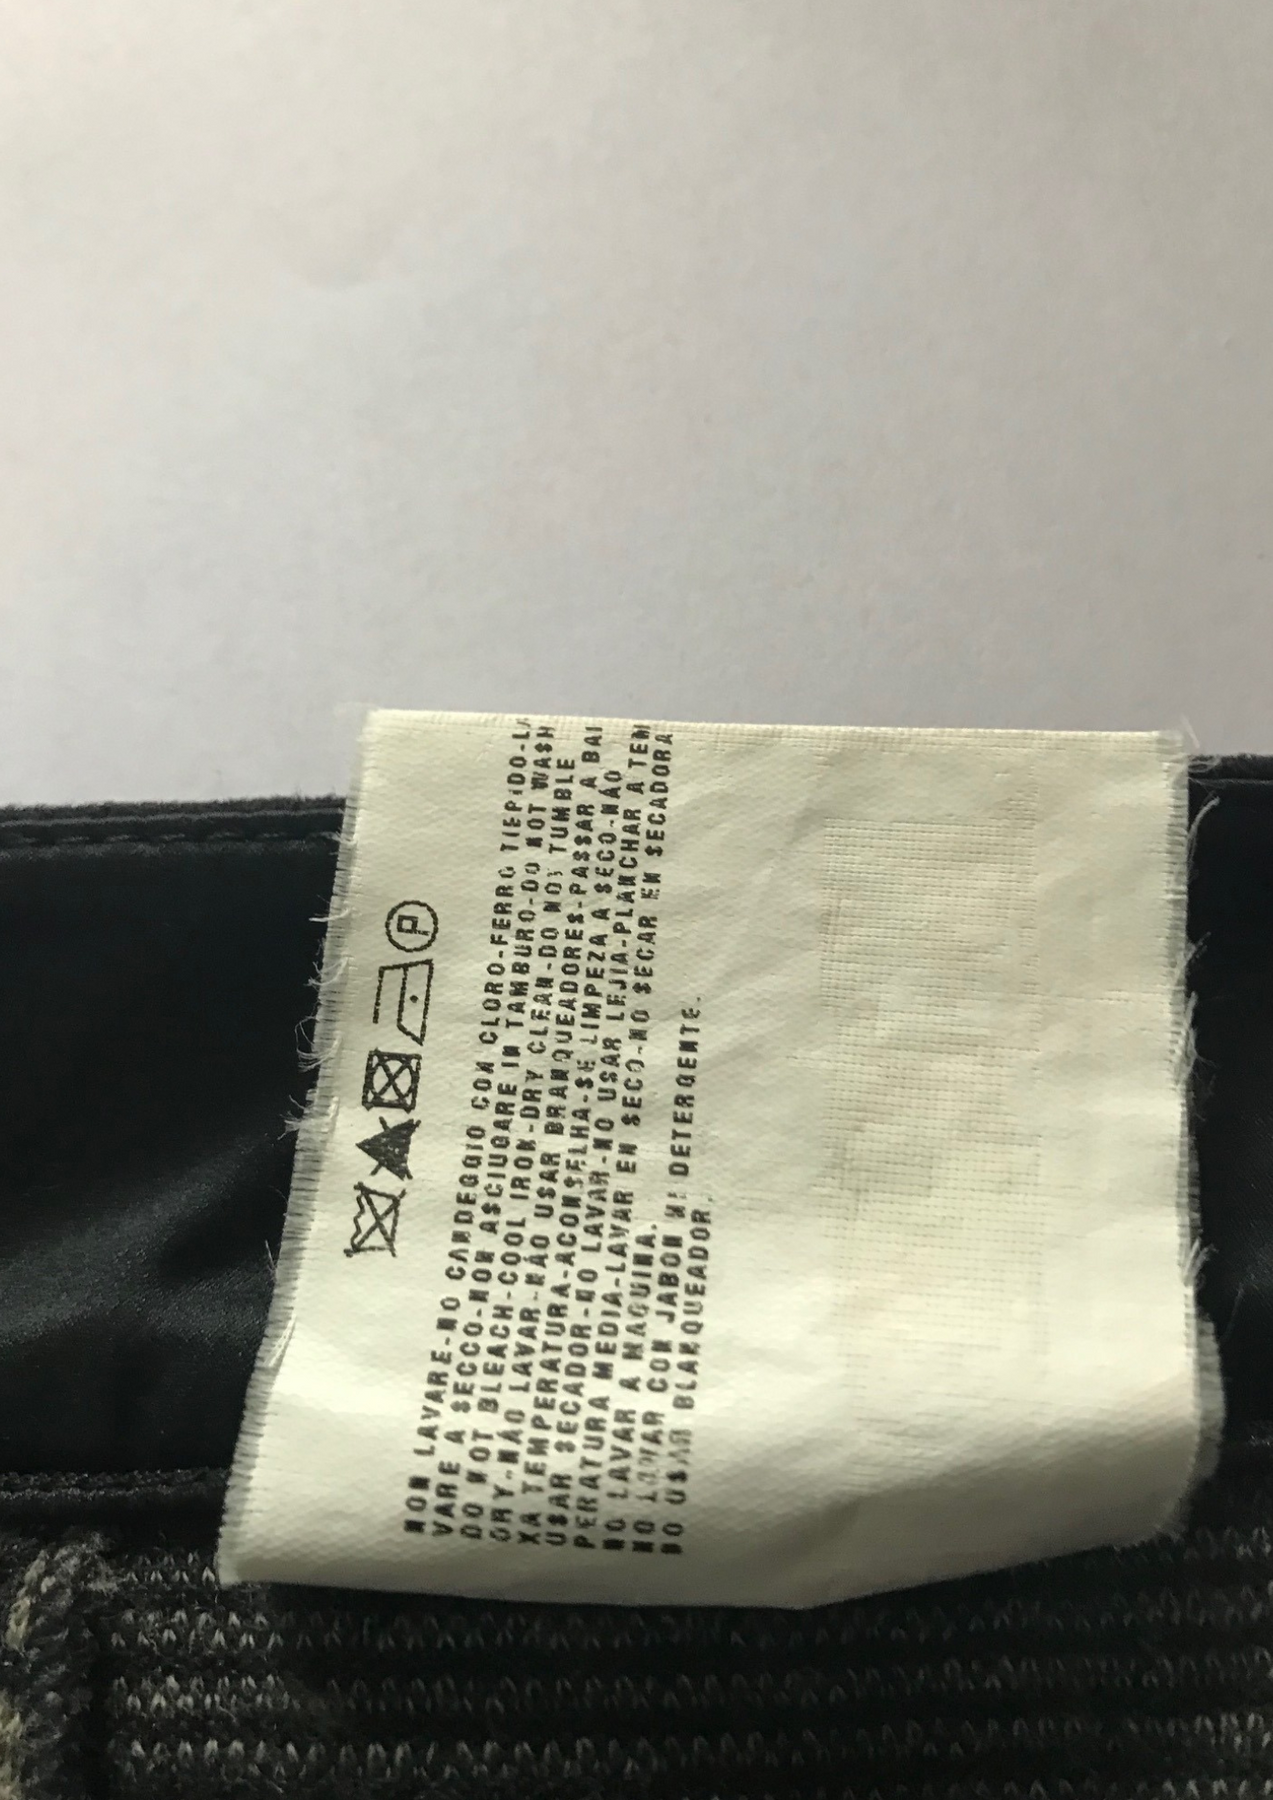 NON LAVARE-NO CANDEGGIO CON CLORO-FERRO TIEPIDO-LA
VARE A SECCO-NON ASCIUGARE IN TAMBURO-DO NOT WASH
DO NOT BLEACH-COOL IRON-DRY CLEAN-DO NOT TUMBLE
DRY-NÃO LAVAR-NÃO USAR BRANQUEADORES-PASSAR A BAI
XA TEMPERATURA-ACONSELHA-SE LIMPEZA A SECO-NÃO
USAR SECADOR-NO LAVAR-NO USAR LEJIA-PLANCHAR A TEM
PERATURA MEDIA-LAVAR EN SECO-NO SECAR EN SECADORA
NO LAVAR A MAQUINA.
NO LAVAR CON JABON NI DETERGENTE.
NO USAR BLANQUEADOR.
P